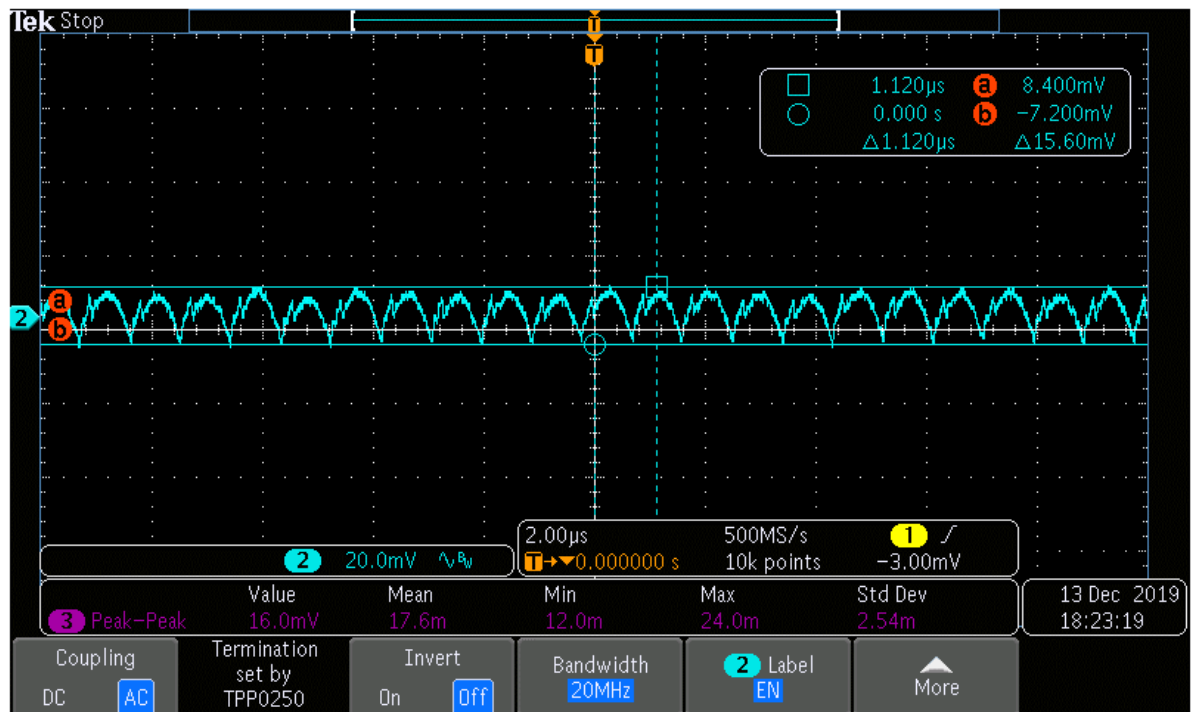 Tek Stop
T
T
1.120µs a 8.400mV
0.000 s b −7.200mV
△1.120µs △15.60mV
a
2
b
2.00µs 500MS/s 1
2 20.0mV BW T→▼0.000000 s 10k points −3.00mV
Value Mean Min Max Std Dev
3 Peak−Peak 16.0mV 17.6m 12.0m 24.0m 2.54m
13 Dec 2019
18:23:19
Coupling
DC AC
Termination
set by
TPP0250
Invert
On Off
Bandwidth
20MHz
2 Label
EN
More